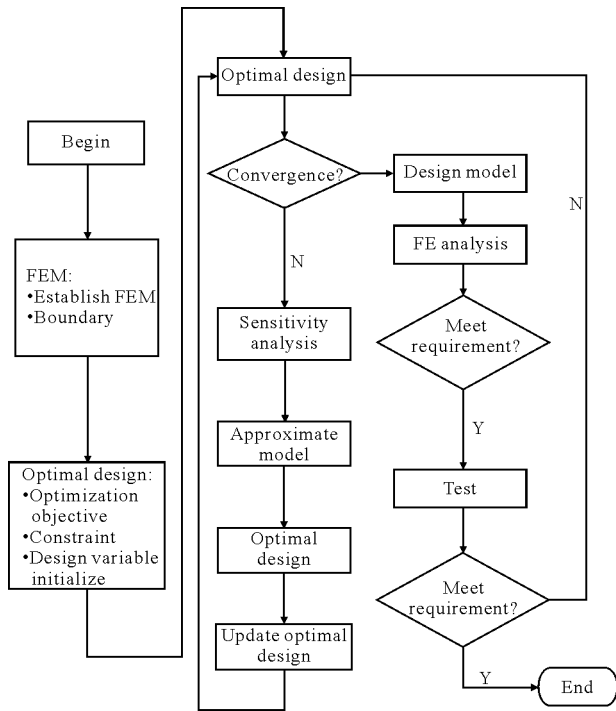 Begin
FEM:
•Establish FEM
•Boundary
Optimal design:
•Optimization
objective
•Constraint
•Design variable
initialize
Optimal design
Convergence?
N
Sensitivity
analysis
Approximate
model
Optimal
design
Update optimal
design
Design model
FE analysis
Meet
requirement?
Y
Test
Meet
requirement?
N
Y
End